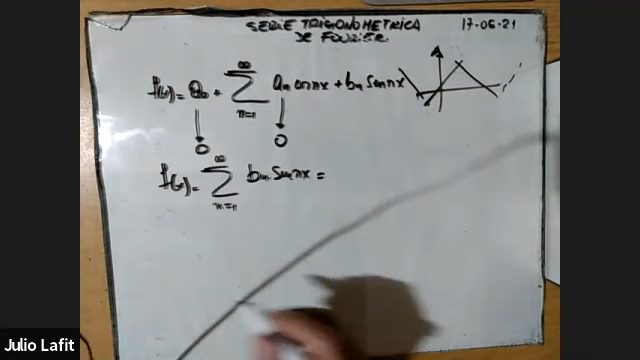 SERIE TRIGONOMETRICA
DE FOURIER
17-06-21
f(x) = a₀ + ∑ aₙ cos nx + bₙ sen nx
∞
n=1
0
0
f(x) = ∑ bₙ sen nx =
∞
n=1
Julio Lafit